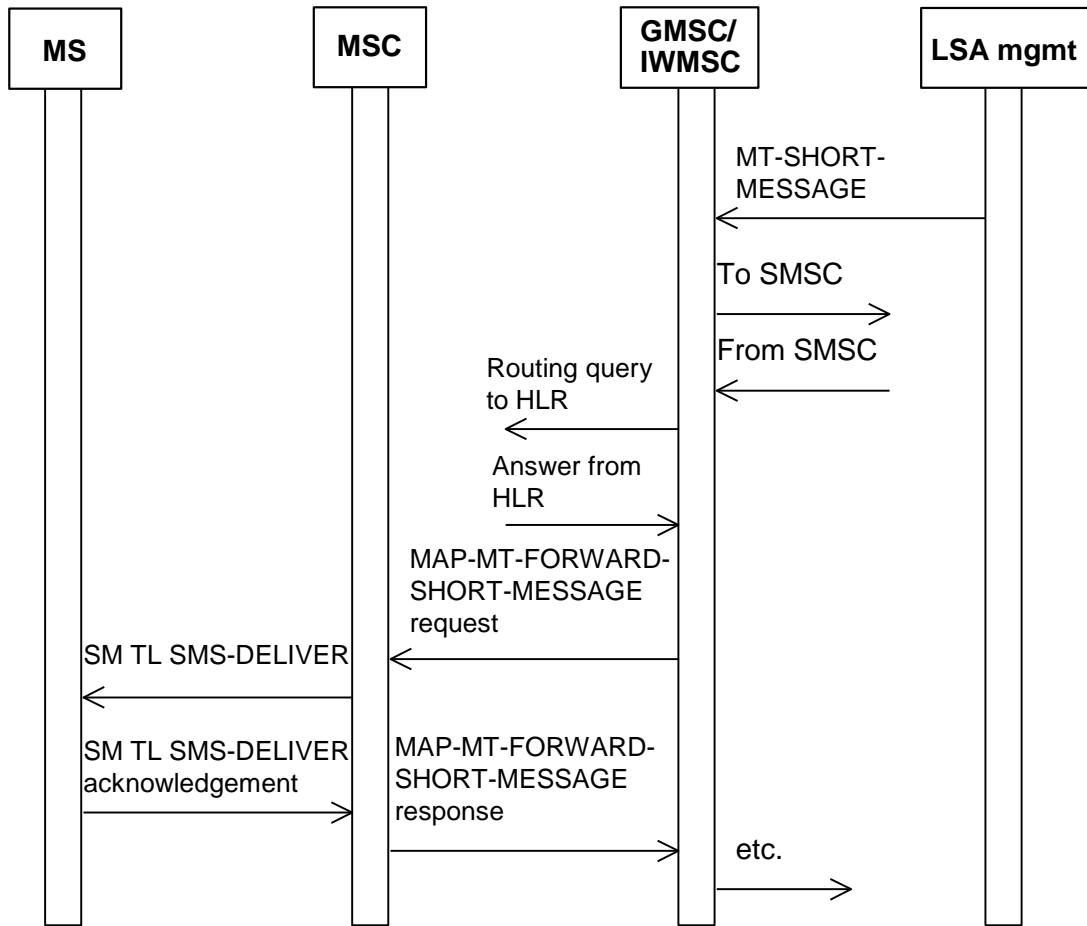 MS
MSC
GMSC/
IWMSC
LSA mgmt
MT-SHORT-
MESSAGE
To SMSC
From SMSC
Routing query
to HLR
Answer from
HLR
MAP-MT-FORWARD-
SHORT-MESSAGE
request
SM TL SMS-DELIVER
SM TL SMS-DELIVER
acknowledgement
MAP-MT-FORWARD-
SHORT-MESSAGE
response
etc.